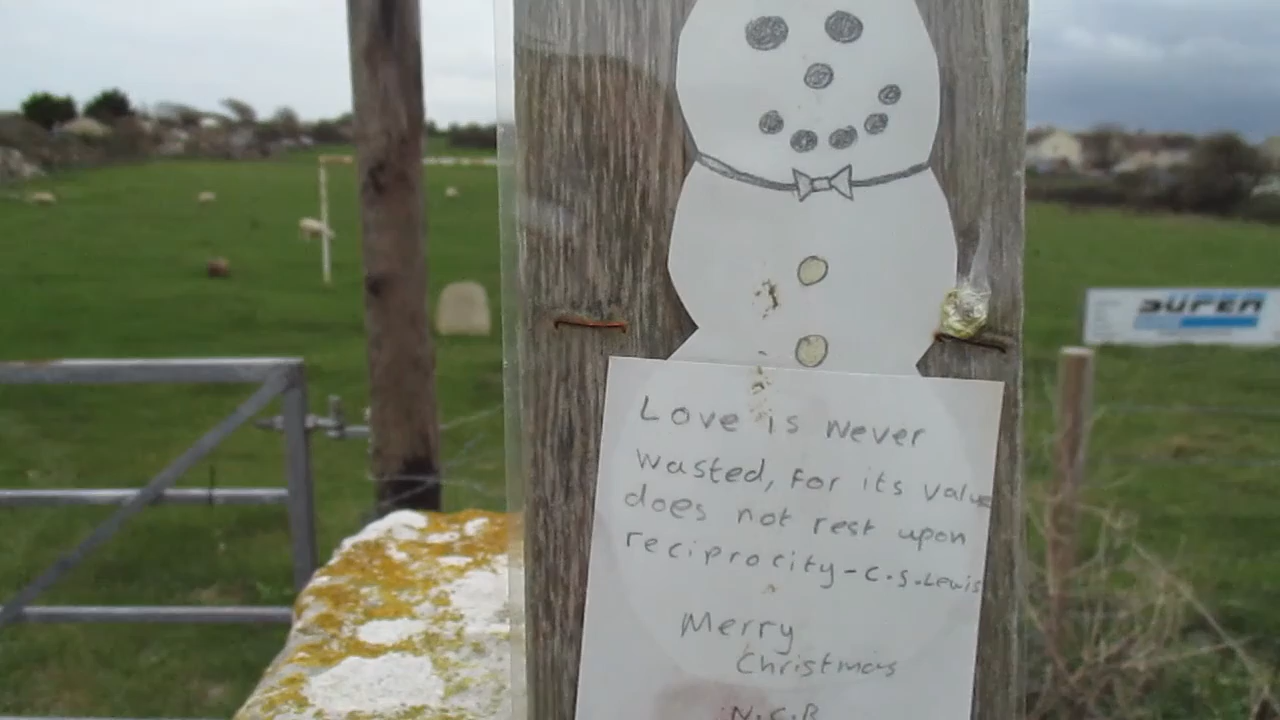 Love is Never
Wasted, For its value
does not rest upon
reciprocity - C.S. Lewis
Merry
Christmas
N.C.B
SUPER